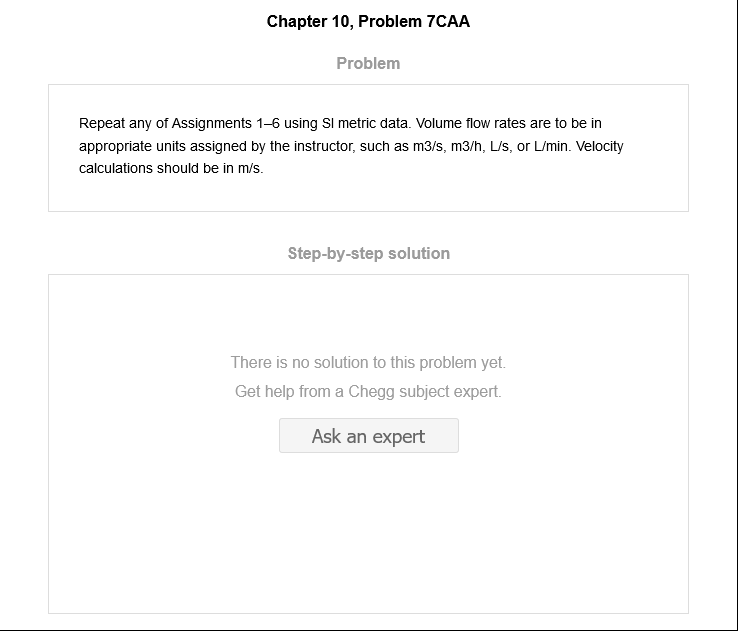 Chapter 10, Problem 7CAA
Problem
Repeat any of Assignments 1–6 using SI metric data. Volume flow rates are to be in
appropriate units assigned by the instructor, such as m3/s, m3/h, L/s, or L/min. Velocity
calculations should be in m/s.
Step-by-step solution
There is no solution to this problem yet.
Get help from a Chegg subject expert.
Ask an expert